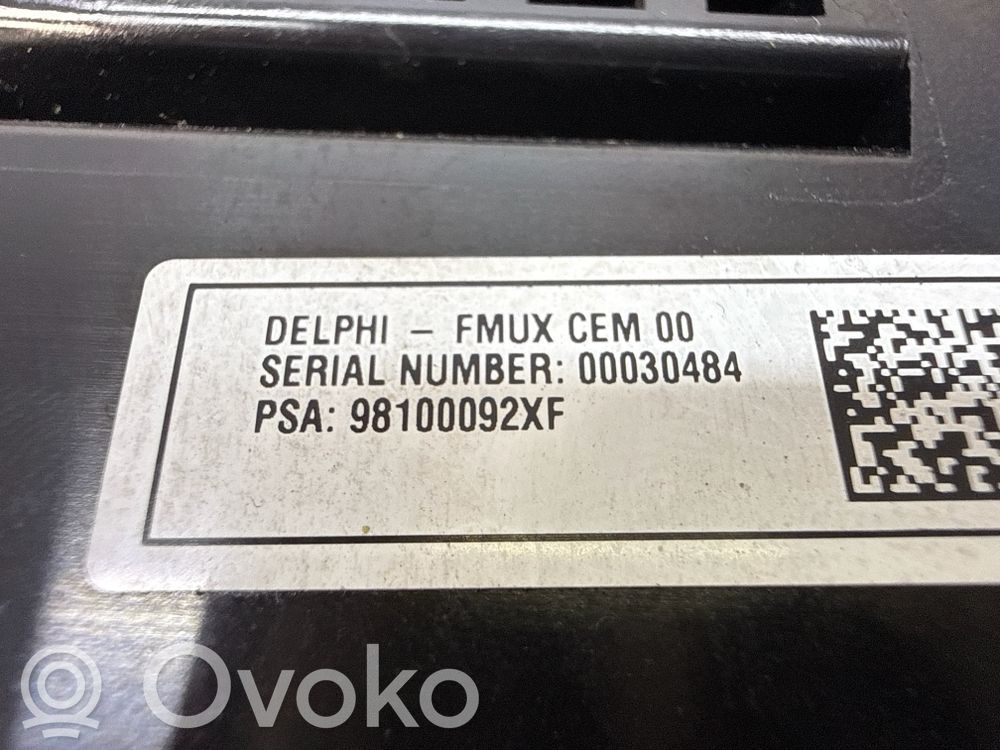 DELPHI - FMUX CEM 00
SERIAL NUMBER: 00030484
PSA: 98100092XF
Ovoko